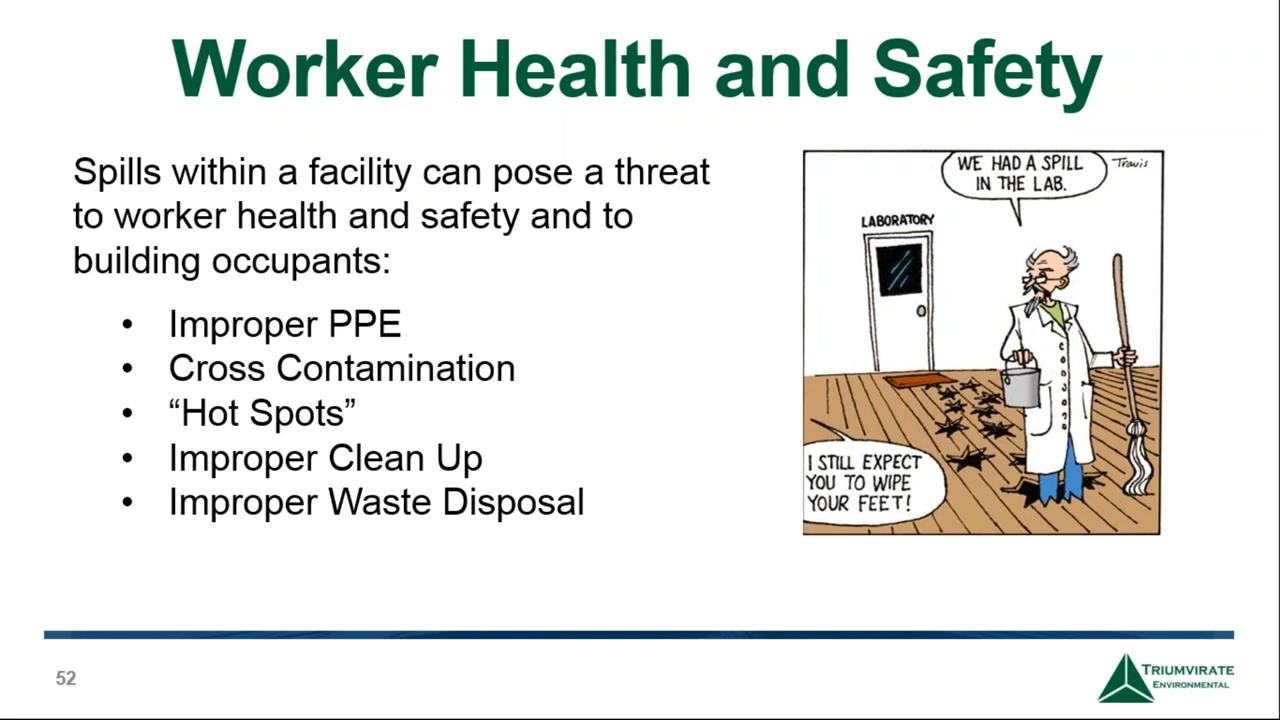 Worker Health and Safety
Spills within a facility can pose a threat
to worker health and safety and to
building occupants:
• Improper PPE
• Cross Contamination
• “Hot Spots”
• Improper Clean Up
• Improper Waste Disposal
WE HAD A SPILL
IN THE LAB.
Travis
LABORATORY
I STILL EXPECT
YOU TO WIPE
YOUR FEET!
52
TRIUMVIRATE
ENVIRONMENTAL